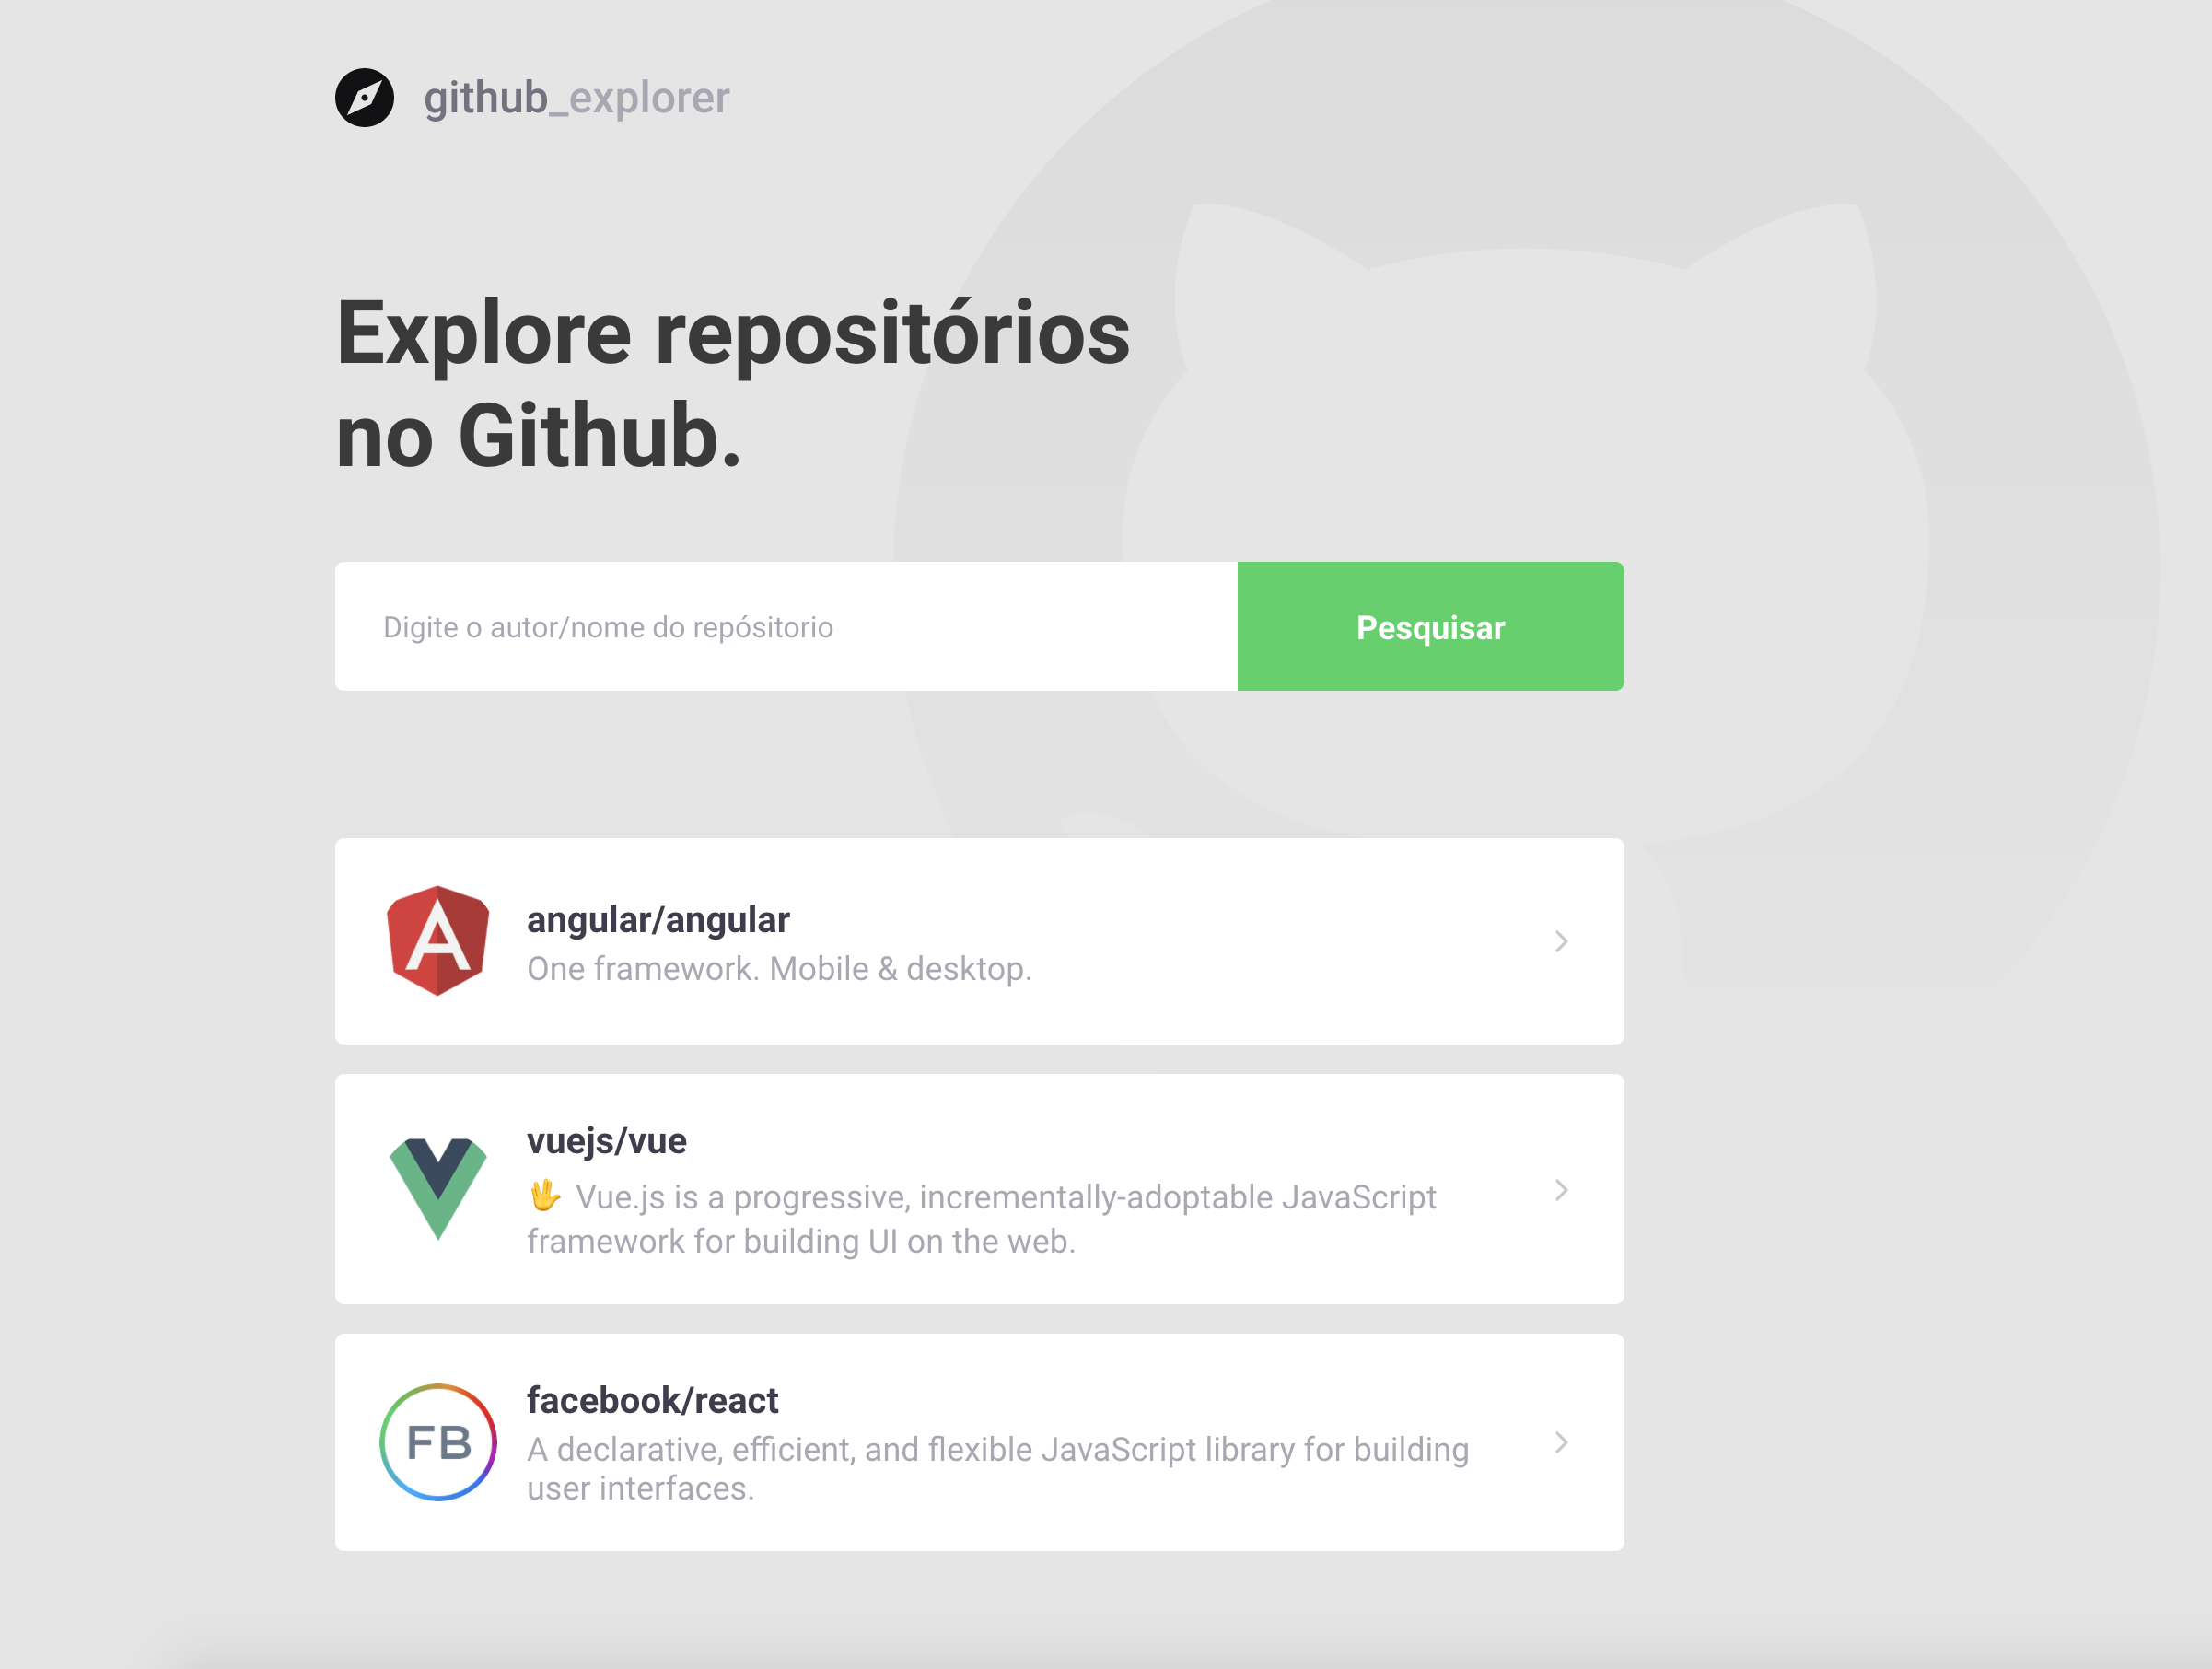 github_explorer
Explore repositórios
no Github.
Digite o autor/nome do repósitorio
Pesquisar
angular/angular
One framework. Mobile & desktop.
vuejs/vue
🖖 Vue.js is a progressive, incrementally-adoptable JavaScript
framework for building UI on the web.
FB
facebook/react
A declarative, efficient, and flexible JavaScript library for building
user interfaces.